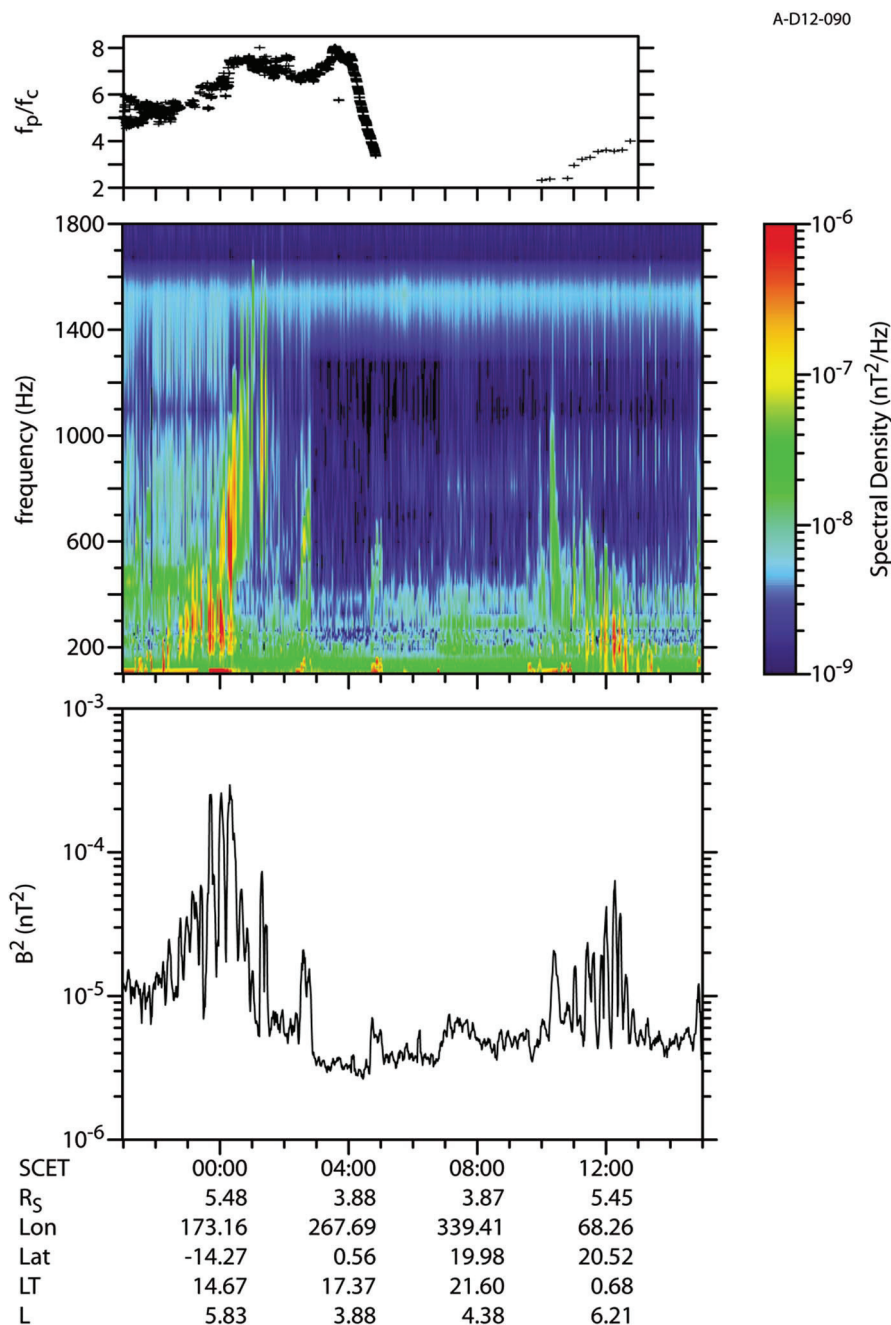 A-D12-090
8
6
4
2
fp/fc
1800
1400
1000
600
200
frequency (Hz)
10-6
10-7
10-8
10-9
Spectral Density (nT2/Hz)
10-3
10-4
10-5
10-6
B2 (nT2)
SCET 00:00 04:00 08:00 12:00
RS 5.48 3.88 3.87 5.45
Lon 173.16 267.69 339.41 68.26
Lat -14.27 0.56 19.98 20.52
LT 14.67 17.37 21.60 0.68
L 5.83 3.88 4.38 6.21